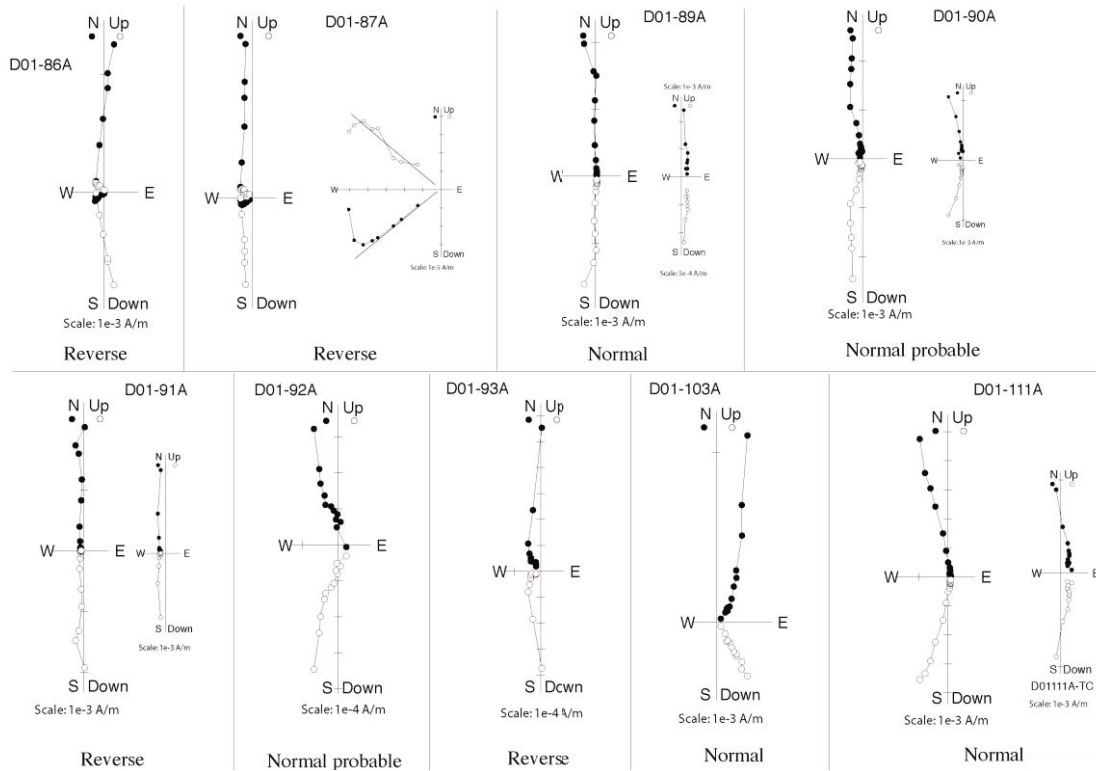 D01-86A
N Up
W E
S Down
Scale: 1e-3 A/m
Reverse
D01-87A
N Up
W E
S Down
N Up
W E
S Down
Scale: 1e-5 A/m
Reverse
D01-89A
N Up
W E
S Down
Scale: 1e-3 A/m
Scale: 1e-3 A/m
N Up
W E
S Down
Scale: 1e-4 A/m
Normal
D01-90A
N Up
W E
S Down
Scale: 1e-3 A/m
N Up
W E
S Down
Scale: 1e-3 A/m
Normal probable
D01-91A
N Up
W E
S Down
Scale: 1e-3 A/m
N Up
W E
S Down
Scale: 1e-3 A/m
Reverse
D01-92A
N Up
W E
S Down
Scale: 1e-4 A/m
Normal probable
D01-93A
N Up
W E
S Down
Scale: 1e-4 A/m
Reverse
D01-103A
N Up
W E
S Down
Scale: 1e-3 A/m
Normal
D01-111A
N Up
W E
S Down
Scale: 1e-3 A/m
N Up
W E
S Down
D01111A-TC
Scale: 1e-3 A/m
Normal